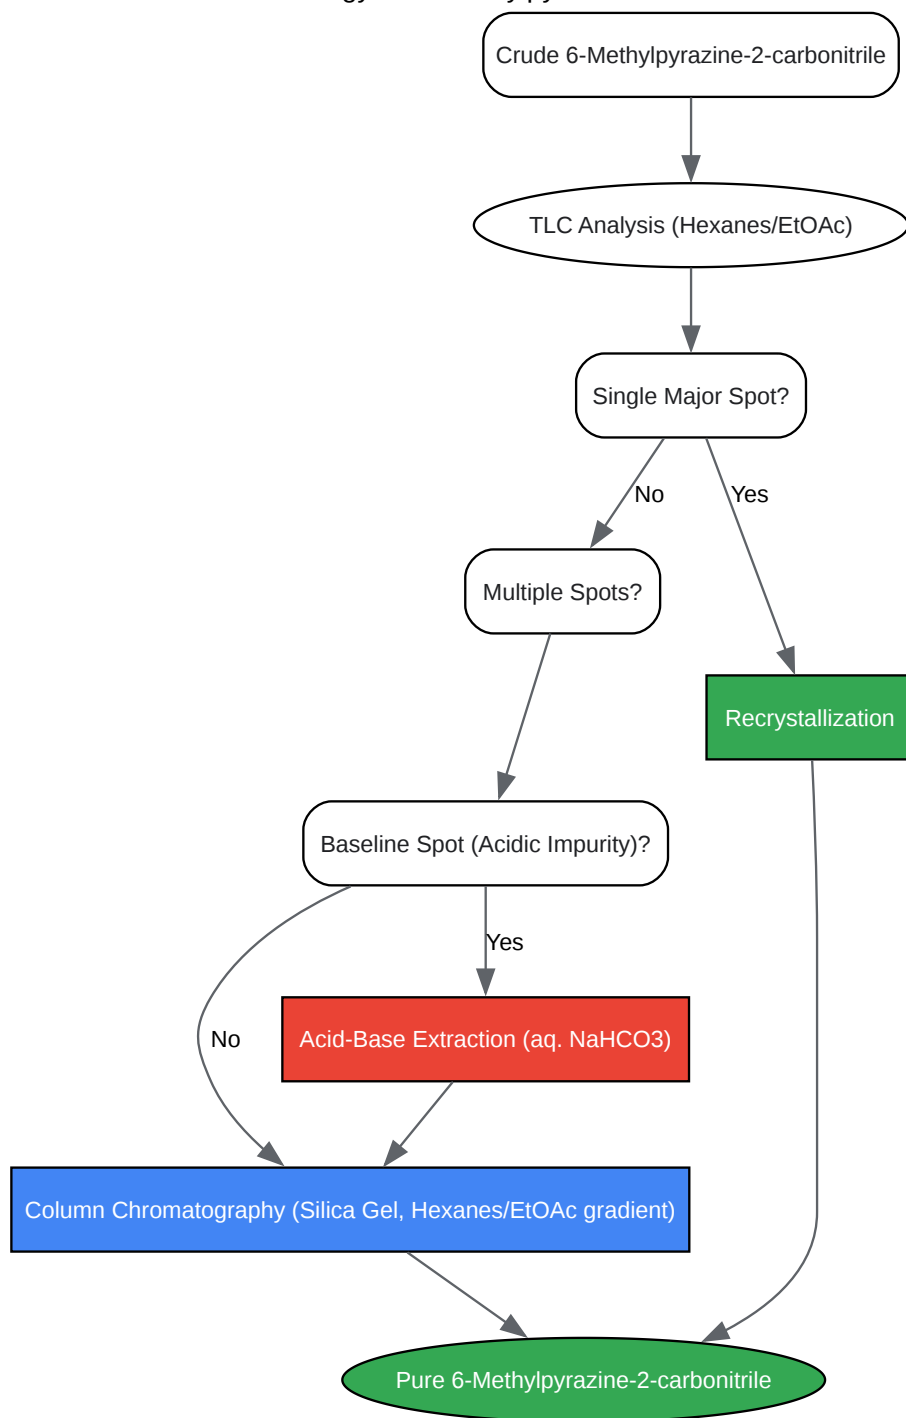 Crude 6-Methylpyrazine-2-carbonitrile
TLC Analysis (Hexanes/EtOAc)
Single Major Spot?
No
Yes
Multiple Spots?
Recrystallization
Baseline Spot (Acidic Impurity)?
Yes
No
Acid-Base Extraction (aq. NaHCO3)
Column Chromatography (Silica Gel, Hexanes/EtOAc gradient)
Pure 6-Methylpyrazine-2-carbonitrile